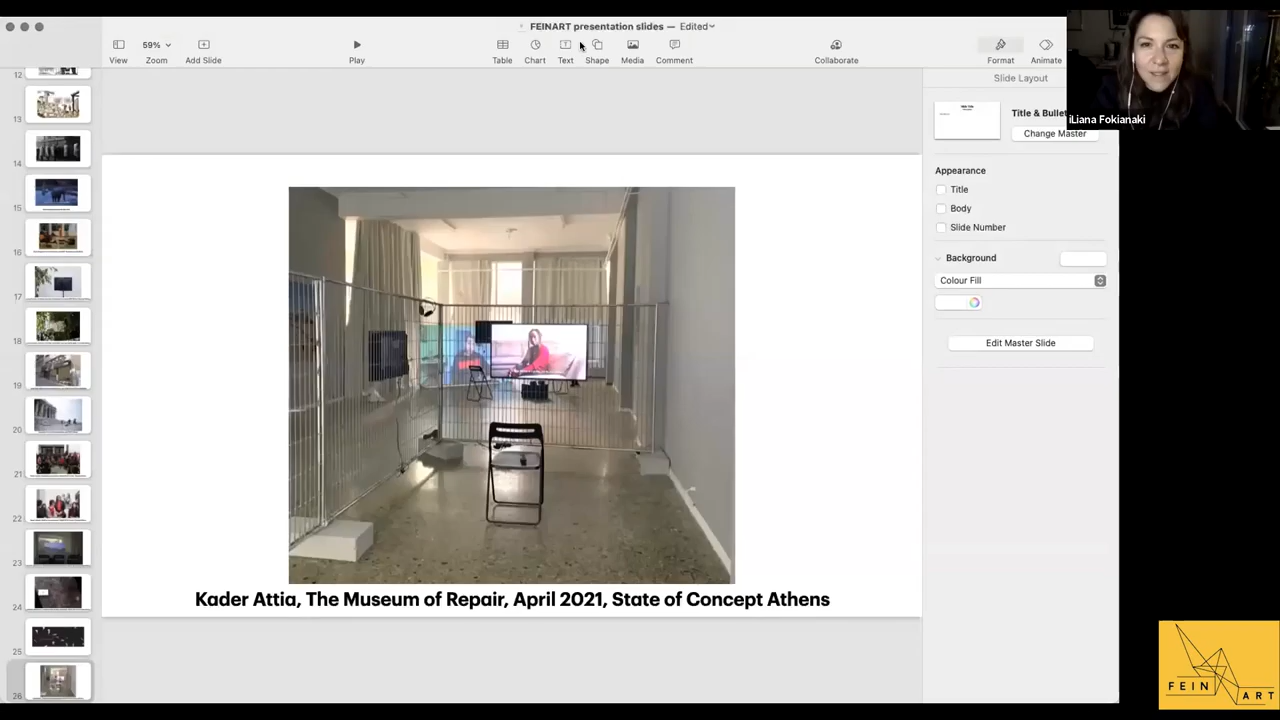 FEINART presentation slides — Edited
59%
View
Zoom
Add Slide
Play
Table
Chart
Text
Shape
Media
Comment
Collaborate
Format
Animate
iLiana Fokianaki
12
13
14
15
16
17
18
19
20
21
22
23
24
25
26
Slide Layout
Title & Bullet
Change Master
Appearance
Title
Body
Slide Number
Background
Colour Fill
Edit Master Slide
Kader Attia, The Museum of Repair, April 2021, State of Concept Athens
FEIN
ART